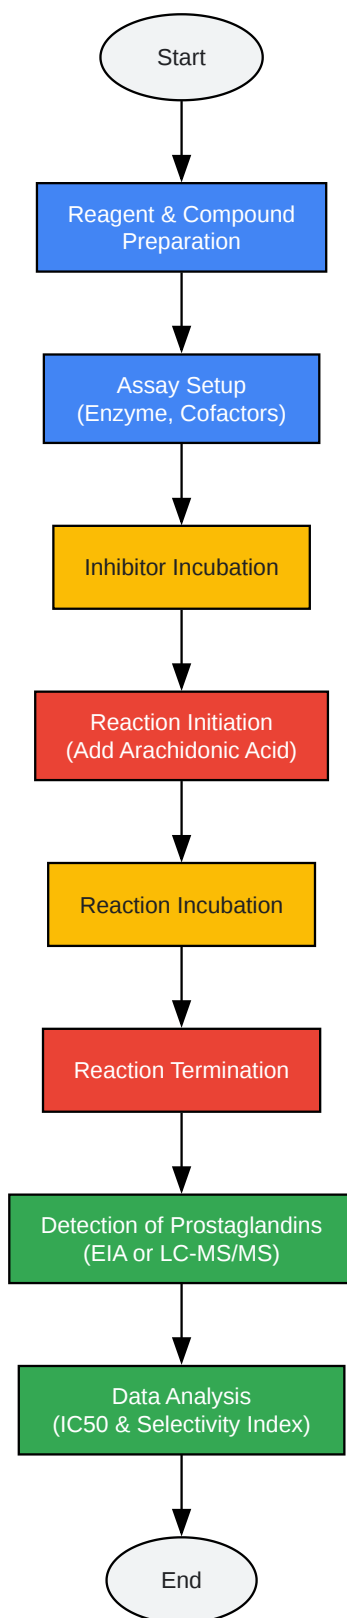 Start
Reagent & Compound
Preparation
Assay Setup
(Enzyme, Cofactors)
Inhibitor Incubation
Reaction Initiation
(Add Arachidonic Acid)
Reaction Incubation
Reaction Termination
Detection of Prostaglandins
(EIA or LC-MS/MS)
Data Analysis
(IC50 & Selectivity Index)
End